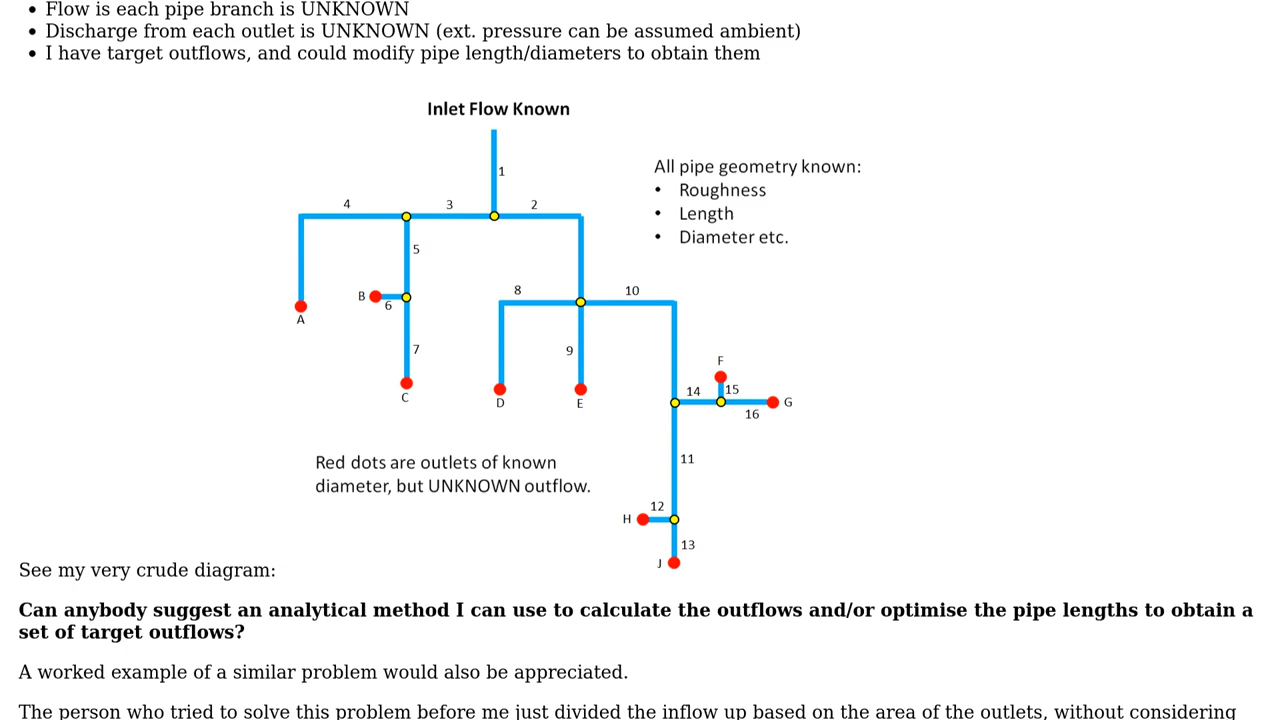 • Flow is each pipe branch is UNKNOWN
• Discharge from each outlet is UNKNOWN (ext. pressure can be assumed ambient)
• I have target outflows, and could modify pipe length/diameters to obtain them
Inlet Flow Known
1
All pipe geometry known:
• Roughness
• Length
• Diameter etc.
4
3
2
5
8
10
B
6
A
7
9
F
C
D
E
14
15
G
16
Red dots are outlets of known
diameter, but UNKNOWN outflow.
11
12
H
13
J
See my very crude diagram:
Can anybody suggest an analytical method I can use to calculate the outflows and/or optimise the pipe lengths to obtain a
set of target outflows?
A worked example of a similar problem would also be appreciated.
The person who tried to solve this problem before me just divided the inflow up based on the area of the outlets, without considering